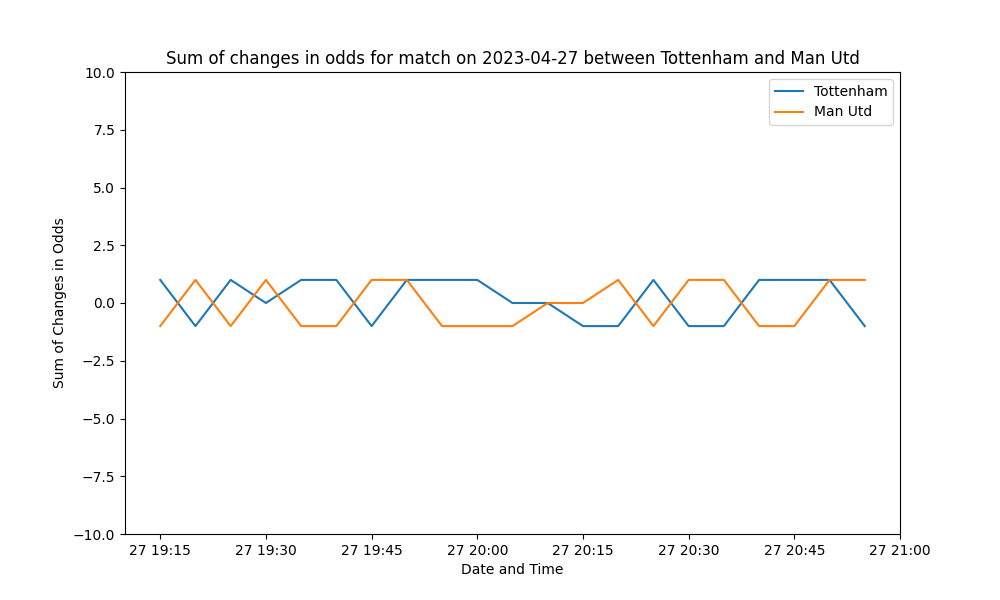 Sum of changes in odds for match on 2023-04-27 between Tottenham and Man Utd
Tottenham
Man Utd
Sum of Changes in Odds
10.0
7.5
5.0
2.5
0.0
−2.5
−5.0
−7.5
−10.0
27 19:15 27 19:30 27 19:45 27 20:00 27 20:15 27 20:30 27 20:45 27 21:00
Date and Time